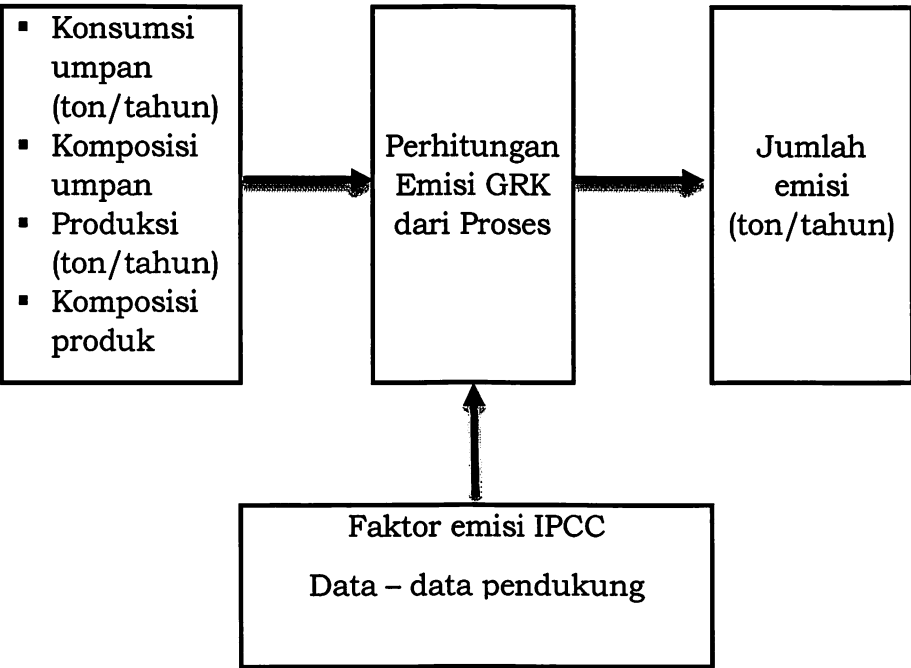 ▪ Konsumsi
umpan
(ton/tahun)
▪ Komposisi
umpan
▪ Produksi
(ton/tahun)
▪ Komposisi
produk
Perhitungan
Emisi GRK
dari Proses
Jumlah
emisi
(ton/tahun)
Faktor emisi IPCC
Data – data pendukung